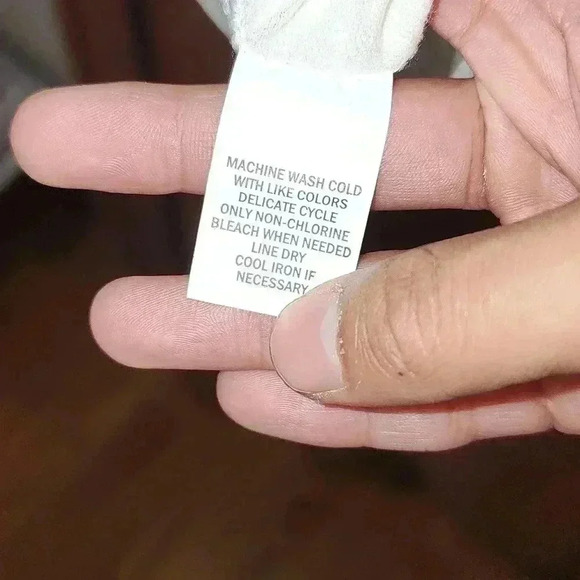 MACHINE WASH COLD
WITH LIKE COLORS
DELICATE CYCLE
ONLY NON-CHLORINE
BLEACH WHEN NEEDED
LINE DRY
COOL IRON IF
NECESSARY